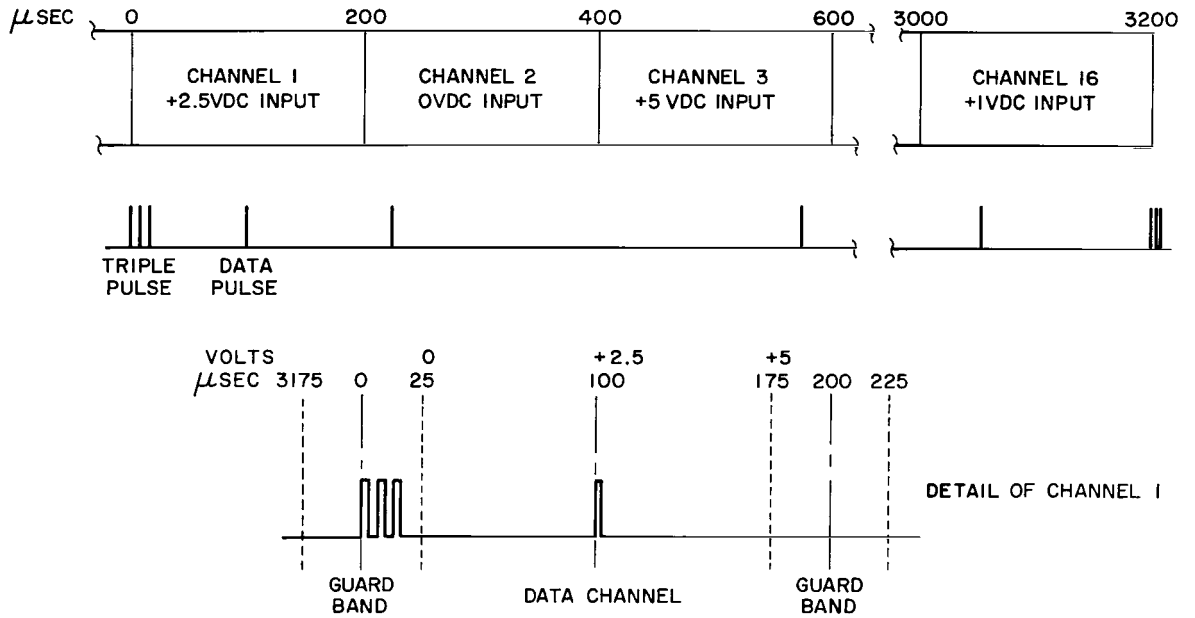 μSEC 0 200 400 600 3000 3200
CHANNEL 1 CHANNEL 2 CHANNEL 3 CHANNEL 16
+2.5VDC INPUT 0VDC INPUT +5 VDC INPUT +1VDC INPUT
TRIPLE DATA
PULSE PULSE
VOLTS 0 +2.5 +5
μSEC 3175 0 25 100 175 200 225
DETAIL OF CHANNEL 1
GUARD GUARD
BAND DATA CHANNEL BAND